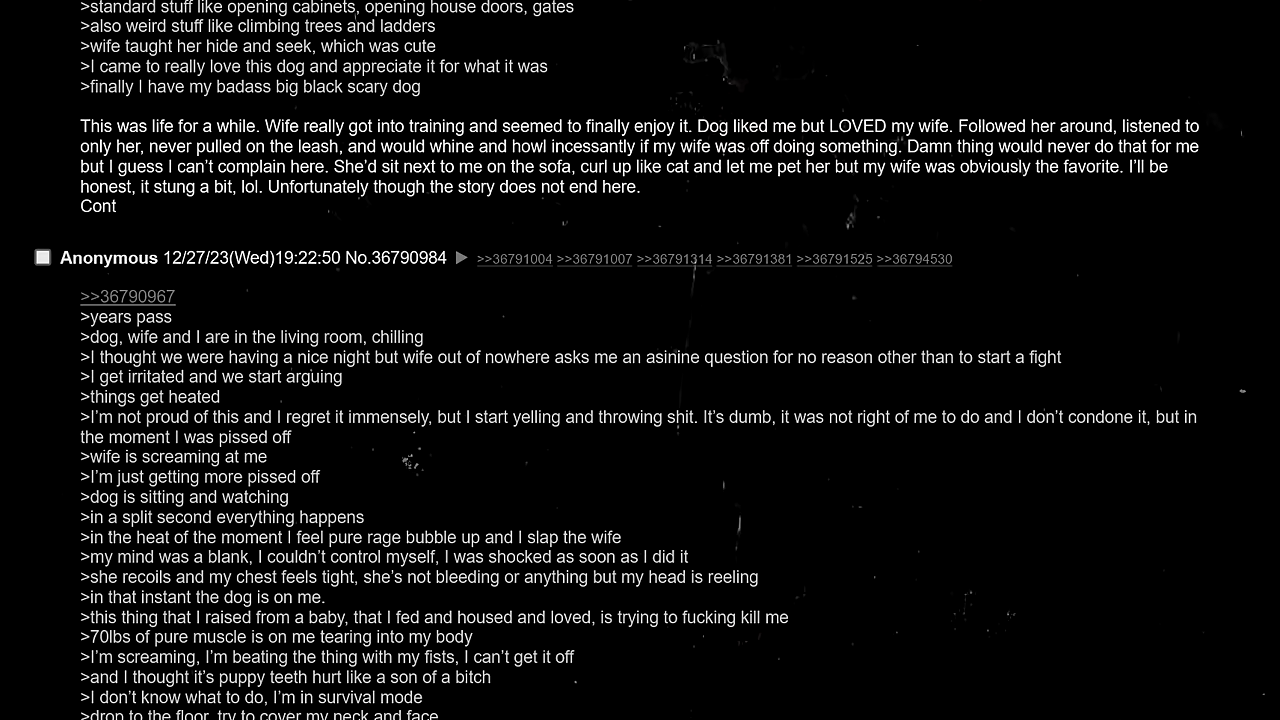 >standard stuff like opening cabinets, opening house doors, gates
>also weird stuff like climbing trees and ladders
>wife taught her hide and seek, which was cute
>I came to really love this dog and appreciate it for what it was
>finally I have my badass big black scary dog
This was life for a while. Wife really got into training and seemed to finally enjoy it. Dog liked me but LOVED my wife. Followed her around, listened to
only her, never pulled on the leash, and would whine and howl incessantly if my wife was off doing something. Damn thing would never do that for me
but I guess I can't complain here. She'd sit next to me on the sofa, curl up like cat and let me pet her but my wife was obviously the favorite. I'll be
honest, it stung a bit, lol. Unfortunately though the story does not end here.
Cont
Anonymous 12/27/23(Wed)19:22:50 No.36790984 ▶ >>36791004 >>36791007 >>36791314 >>36791381 >>36791525 >>36794530
>>36790967
>years pass
>dog, wife and I are in the living room, chilling
>I thought we were having a nice night but wife out of nowhere asks me an asinine question for no reason other than to start a fight
>I get irritated and we start arguing
>things get heated
>I'm not proud of this and I regret it immensely, but I start yelling and throwing shit. It's dumb, it was not right of me to do and I don't condone it, but in
the moment I was pissed off
>wife is screaming at me
>I'm just getting more pissed off
>dog is sitting and watching
>in a split second everything happens
>in the heat of the moment I feel pure rage bubble up and I slap the wife
>my mind was a blank, I couldn't control myself, I was shocked as soon as I did it
>she recoils and my chest feels tight, she's not bleeding or anything but my head is reeling
>in that instant the dog is on me.
>this thing that I raised from a baby, that I fed and housed and loved, is trying to fucking kill me
>70lbs of pure muscle is on me tearing into my body
>I'm screaming, I'm beating the thing with my fists, I can't get it off
>and I thought it's puppy teeth hurt like a son of a bitch
>I don't know what to do, I'm in survival mode
>drop to the floor, try to cover my neck and face